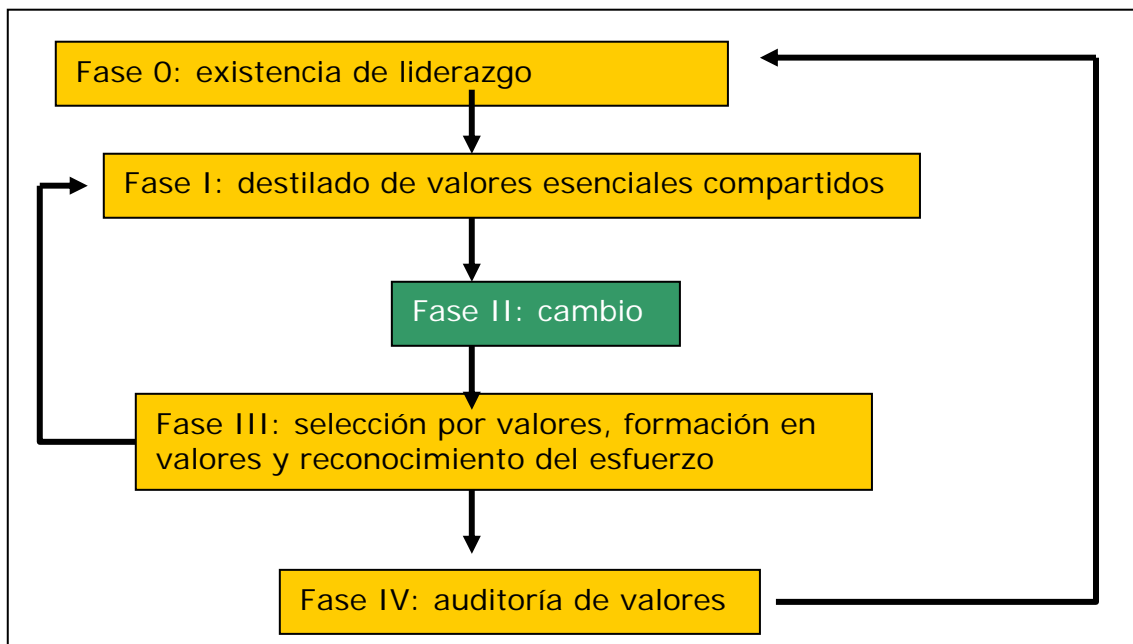 Fase 0: existencia de liderazgo
Fase I: destilado de valores esenciales compartidos
Fase II: cambio
Fase III: selección por valores, formación en
valores y reconocimiento del esfuerzo
Fase IV: auditoría de valores